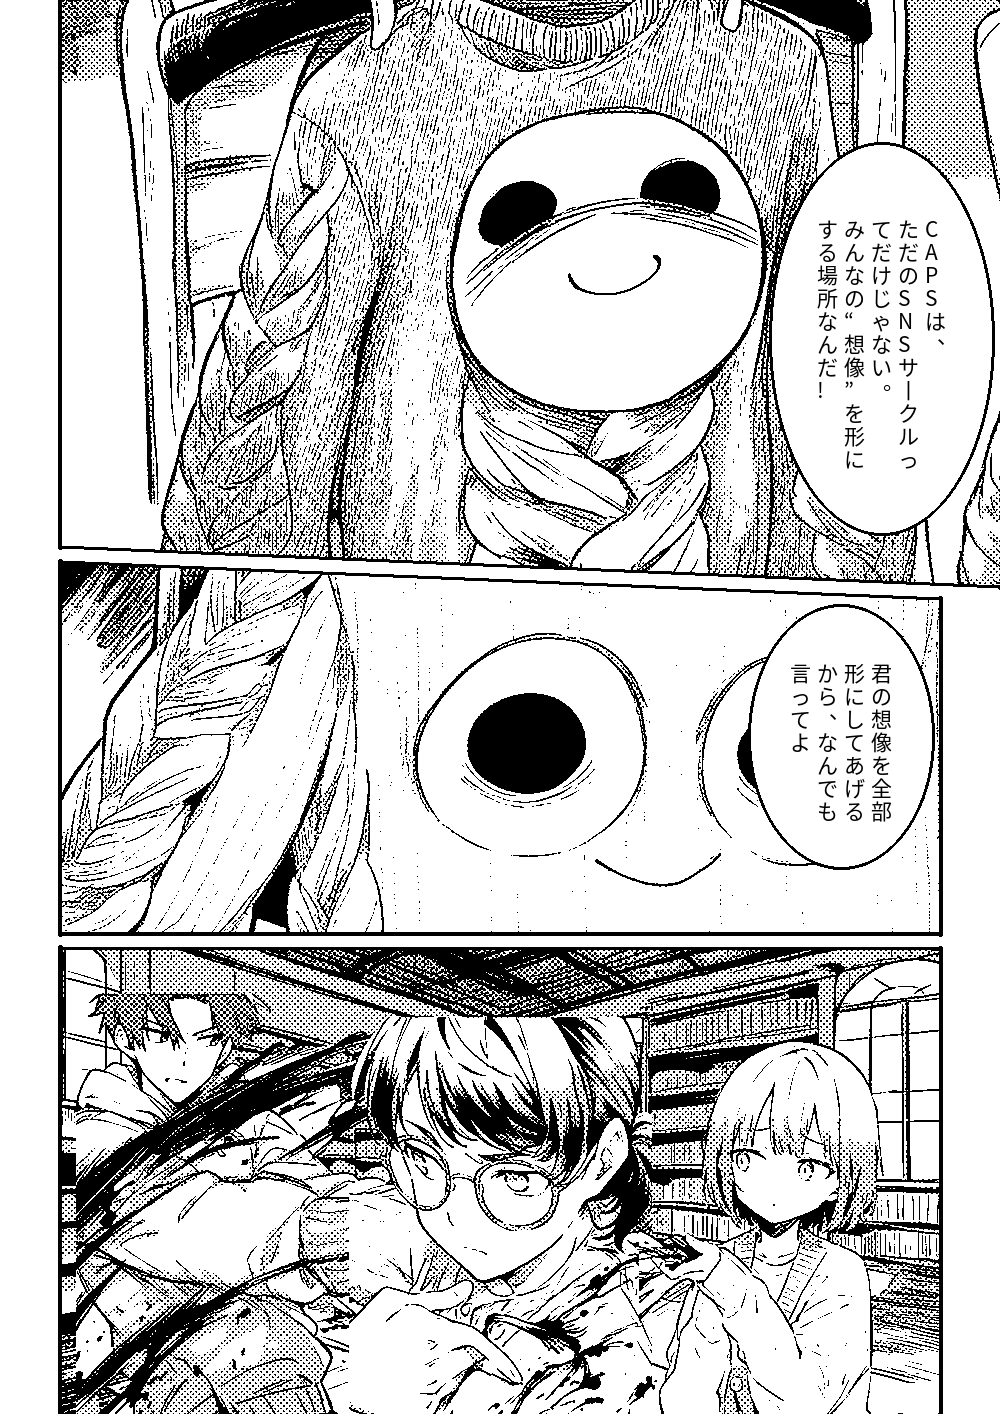 CAPSは、
ただのSNSサークルっ
てだけじゃない。
みんなの“想像”を形に
する場所なんだ！
君の想像を全部
形にしてあげる
から、なんでも
言ってよ